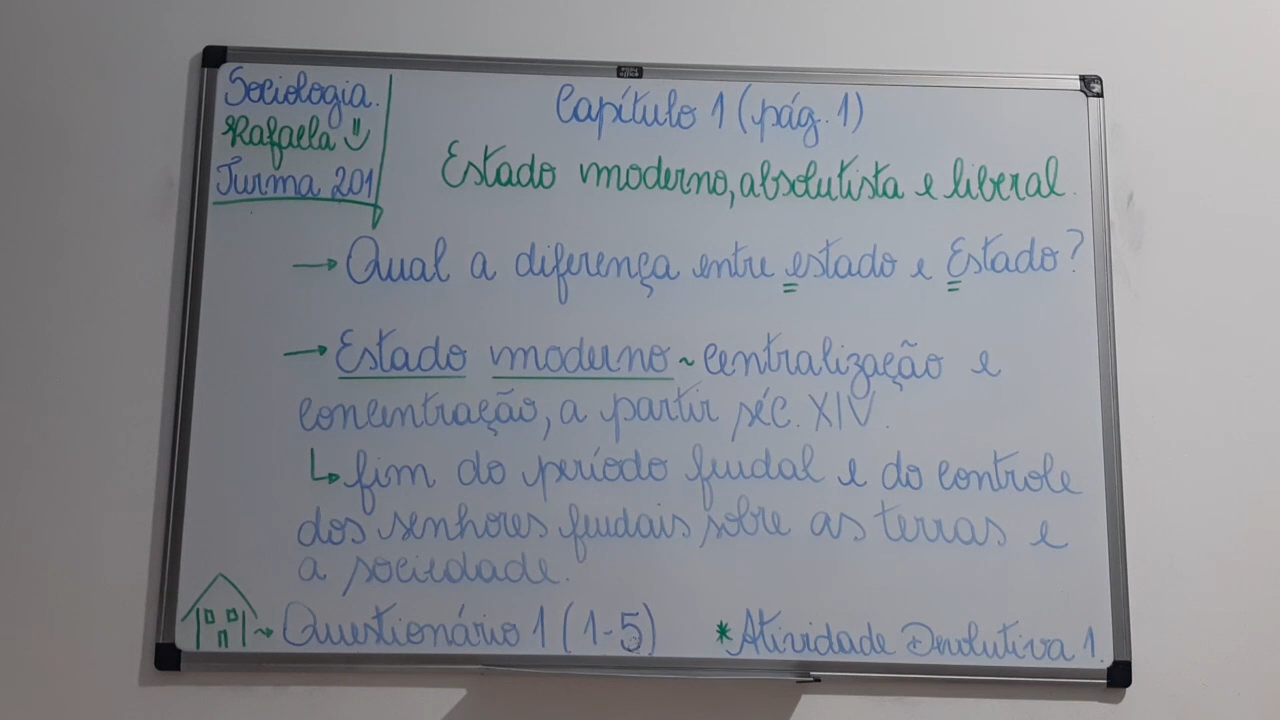 Sociologia.
Rafaela
Turma 201
Capítulo 1 (pág. 1)
Estado moderno, absolutista e liberal.
→ Qual a diferença entre estado e Estado?
→ Estado moderno ~ centralização e
concentração, a partir séc. XIV.
↳ fim do período feudal e do controle
dos senhores feudais sobre as terras e
a sociedade.
→ Questionário 1 (1-5)
* Atividade Devolutiva 1.